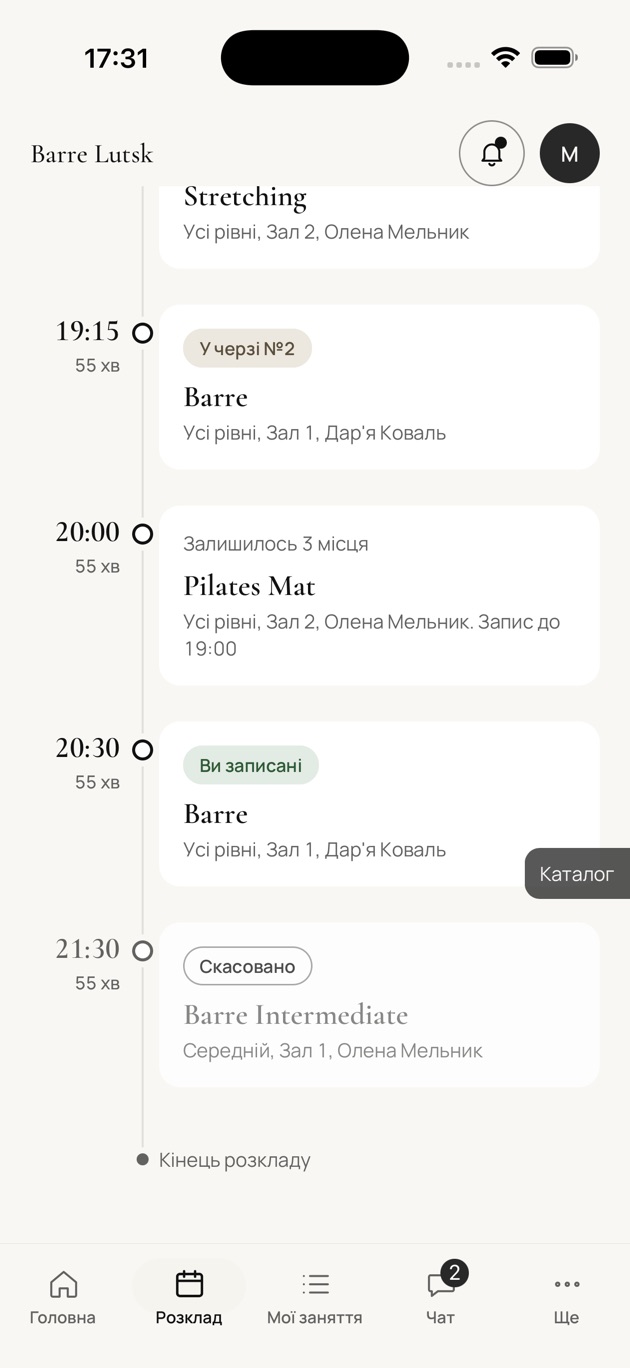 17:31
Barre Lutsk
M
Stretching
Усі рівні, Зал 2, Олена Мельник
19:15
55 хв
У черзі №2
Barre
Усі рівні, Зал 1, Дар'я Коваль
20:00
55 хв
Залишилось 3 місця
Pilates Mat
Усі рівні, Зал 2, Олена Мельник. Запис до
19:00
20:30
55 хв
Ви записані
Barre
Усі рівні, Зал 1, Дар'я Коваль
Каталог
21:30
55 хв
Скасовано
Barre Intermediate
Середній, Зал 1, Олена Мельник
Кінець розкладу
2
Головна
Розклад
Мої заняття
Чат
Ще